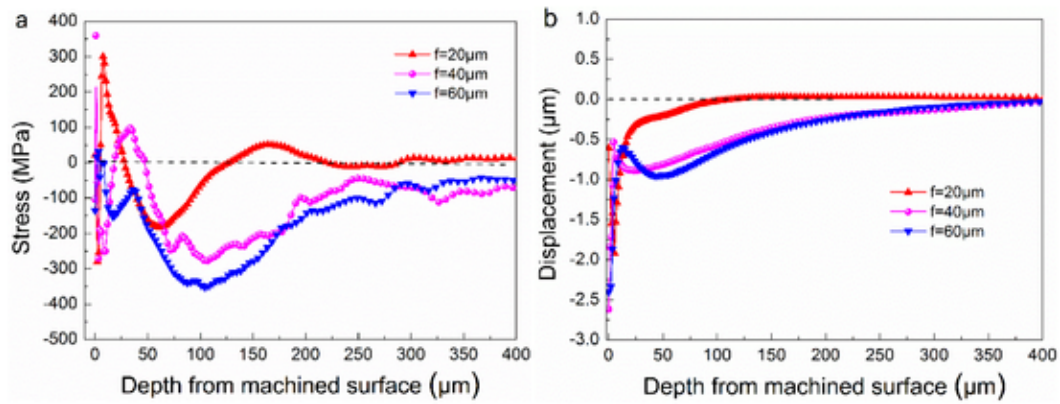 a
400
300
200
100
0
-100
-200
-300
-400
-500
Stress (MPa)
f=20μm
f=40μm
f=60μm
0 50 100 150 200 250 300 350 400
Depth from machined surface (μm)
b
1.0
0.5
0.0
-0.5
-1.0
-1.5
-2.0
-2.5
-3.0
Displacement (μm)
f=20μm
f=40μm
f=60μm
0 50 100 150 200 250 300 350 400
Depth from machined surface (μm)